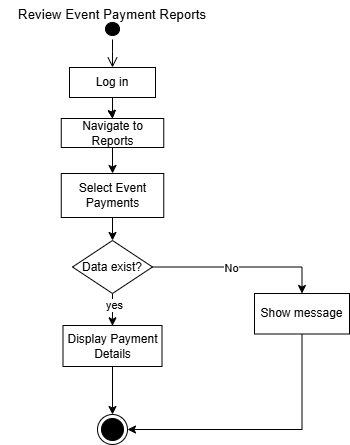 Review Event Payment Reports
Log in
Navigate to
Reports
Select Event
Payments
Data exist?
No
yes
Show message
Display Payment
Details